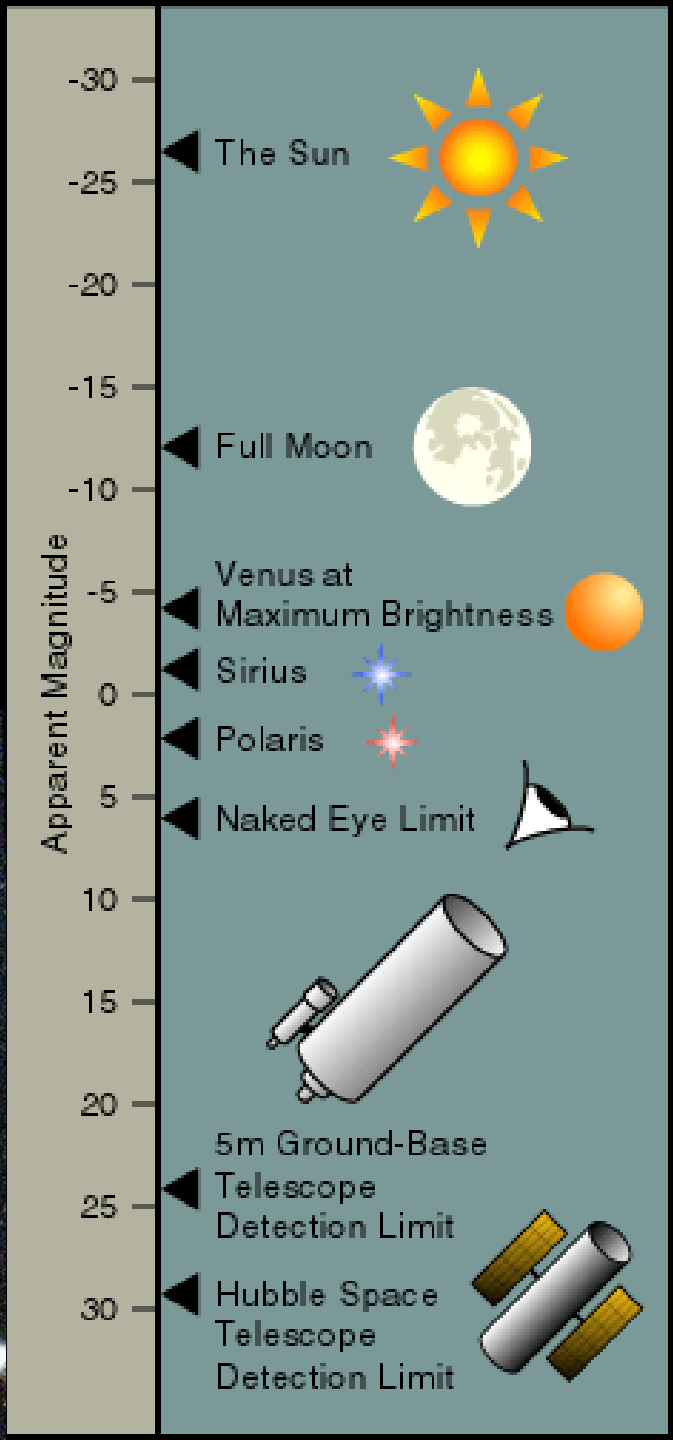 Apparent Magnitude
-30
The Sun
-25
-20
-15
Full Moon
-10
Venus at
-5
Maximum Brightness
Sirius
0
Polaris
5
Naked Eye Limit
10
15
20
5m Ground-Base
Telescope
25
Detection Limit
Hubble Space
30
Telescope
Detection Limit